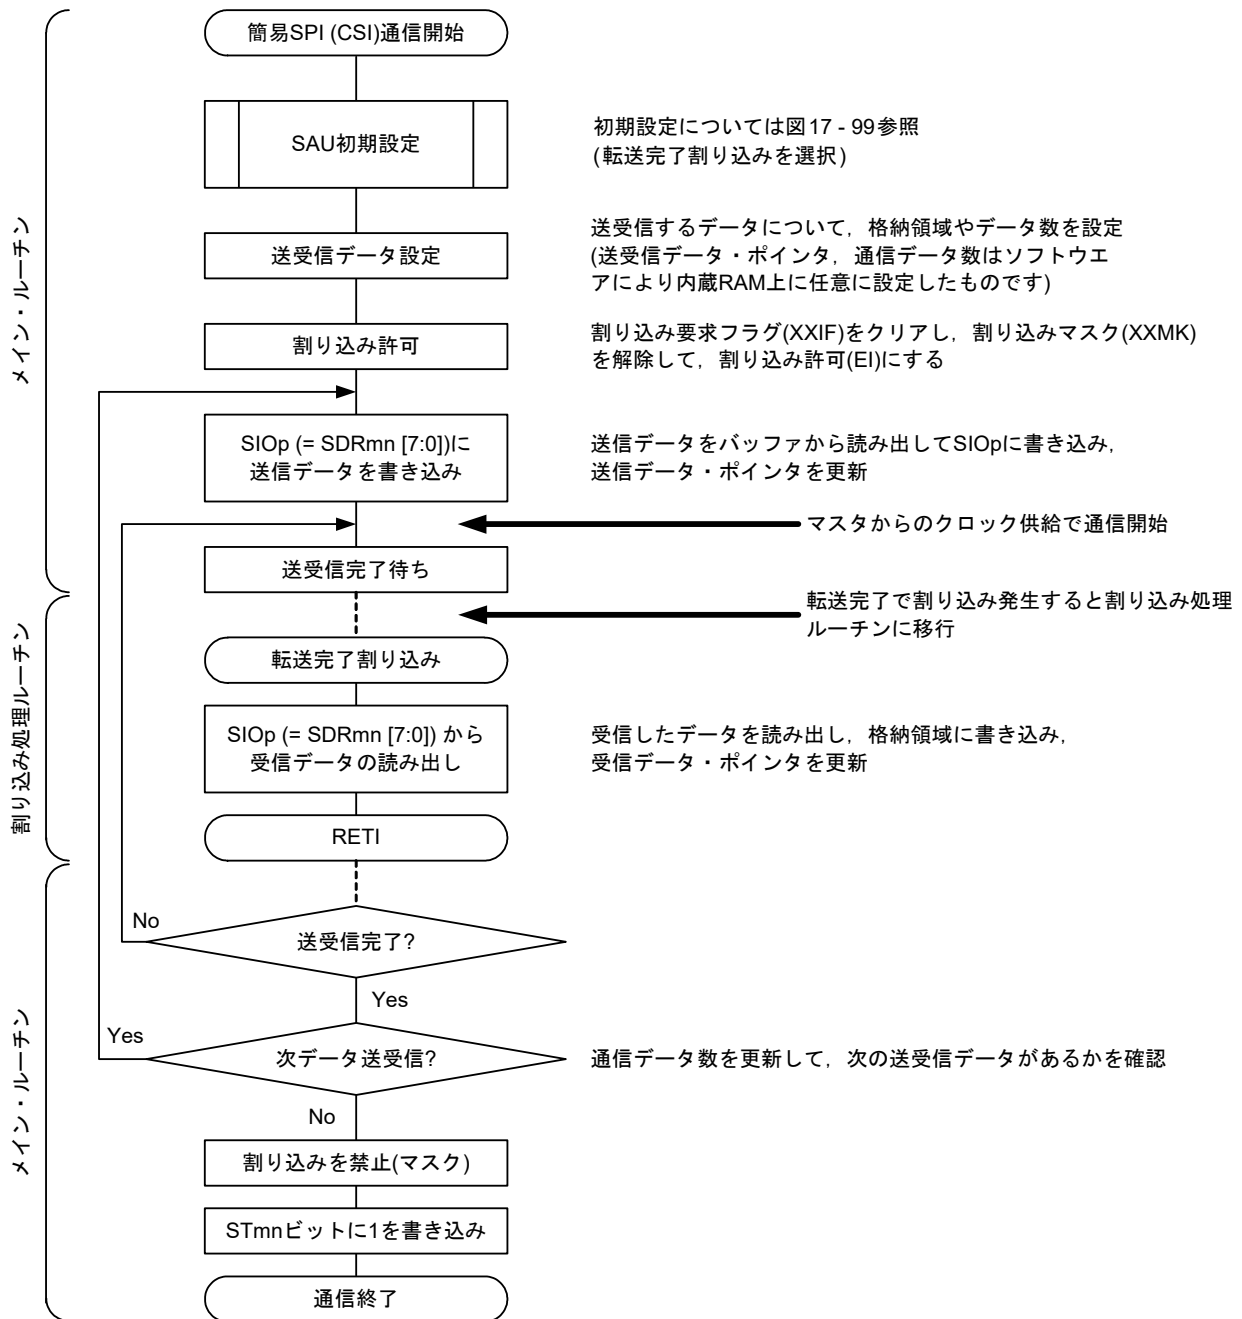 簡易SPI (CSI)通信開始
SAU初期設定
初期設定については図17 - 99参照
(転送完了割り込みを選択)
メイン・ルーチン
送受信データ設定
送受信するデータについて，格納領域やデータ数を設定
(送受信データ・ポインタ，通信データ数はソフトウエ
アにより内蔵RAM上に任意に設定したものです)
割り込み許可
割り込み要求フラグ(XXIF)をクリアし，割り込みマスク(XXMK)
を解除して，割り込み許可(EI)にする
SIOp (= SDRmn [7:0])に
送信データを書き込み
送信データをバッファから読み出してSIOpに書き込み，
送信データ・ポインタを更新
マスタからのクロック供給で通信開始
送受信完了待ち
転送完了で割り込み発生すると割り込み処理
ルーチンに移行
割り込み処理ルーチン
転送完了割り込み
SIOp (= SDRmn [7:0]) から
受信データの読み出し
受信したデータを読み出し，格納領域に書き込み，
受信データ・ポインタを更新
RETI
No
送受信完了?
Yes
メイン・ルーチン
Yes
次データ送受信?
通信データ数を更新して，次の送受信データがあるかを確認
No
割り込みを禁止(マスク)
STmnビットに1を書き込み
通信終了